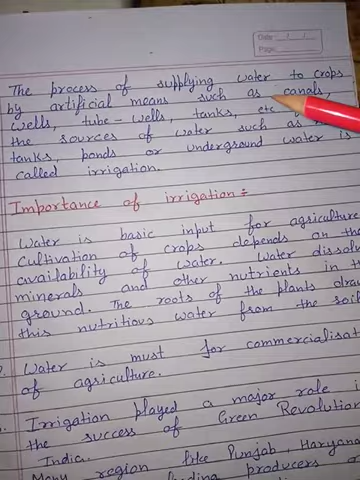 Date / /
Page
The process of supplying water to crops
by artificial means such as canals,
wells, tube-wells, tanks, etc
the sources of water such as
tanks, ponds or underground water is
called irrigation.
Importance of irrigation :-
Water is basic input for agriculture
Cultivation of crops depends on the
availability of water. Water dissolv
minerals and other nutrients in th
ground. The roots of the plants draw
this nutritious water from the soil
Water is must for commercialisat
of agriculture.
Irrigation played a major role i
the success of Green Revolution
India.
Many region like Punjab, Haryana
producers o